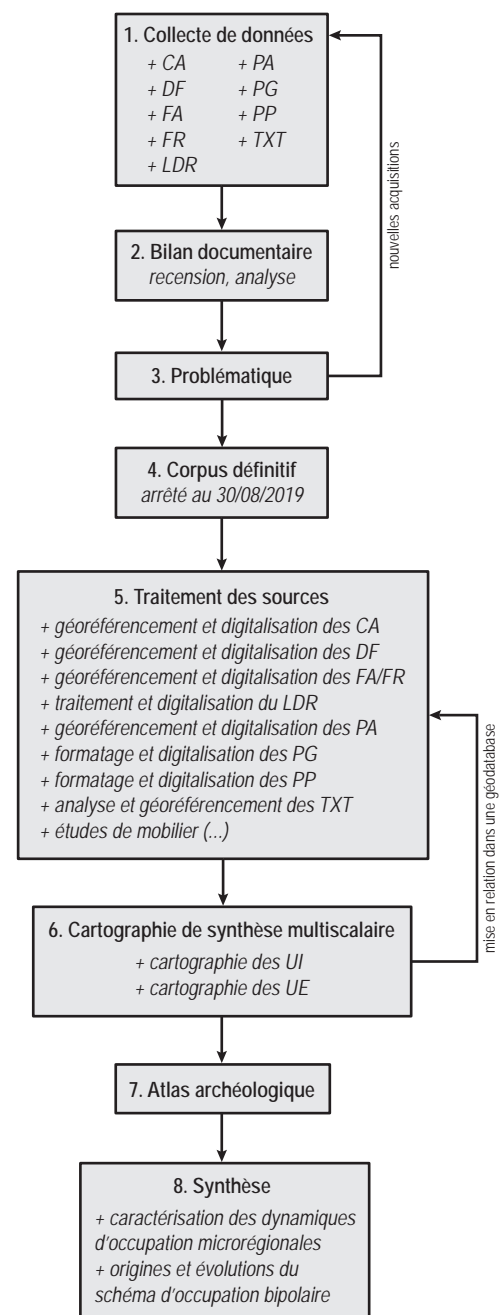 1. Collecte de données
+ CA
+ DF
+ FA
+ FR
+ LDR
+ PA
+ PG
+ PP
+ TXT
nouvelles acquisitions
2. Bilan documentaire
recension, analyse
3. Problématique
4. Corpus définitif
arrêté au 30/08/2019
5. Traitement des sources
+ géoréférencement et digitalisation des CA
+ géoréférencement et digitalisation des DF
+ géoréférencement et digitalisation des FA/FR
+ traitement et digitalisation du LDR
+ géoréférencement et digitalisation des PA
+ formatage et digitalisation des PG
+ formatage et digitalisation des PP
+ analyse et géoréférencement des TXT
+ études de mobilier (...)
mise en relation dans une géodatabase
6. Cartographie de synthèse multiscalaire
+ cartographie des UI
+ cartographie des UE
7. Atlas archéologique
8. Synthèse
+ caractérisation des dynamiques
d'occupation microrégionales
+ origines et évolutions du
schéma d'occupation bipolaire